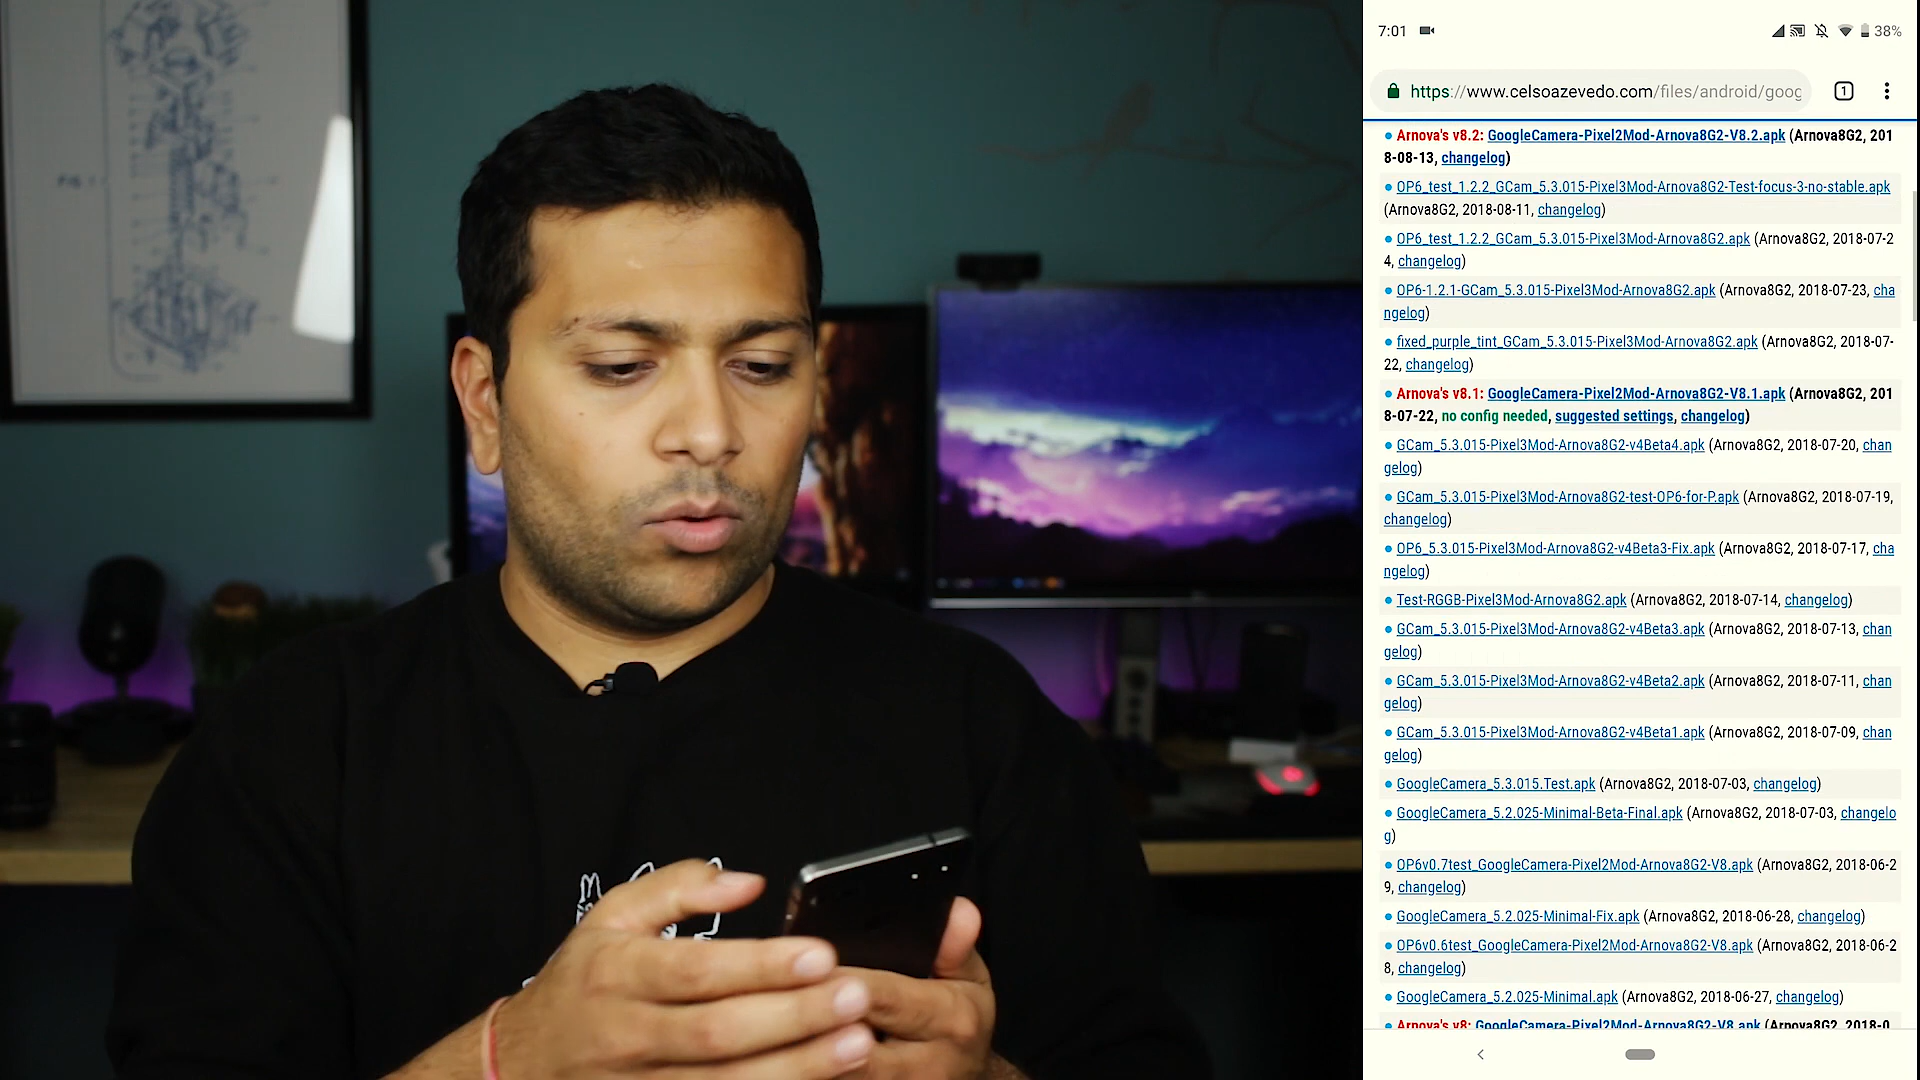 7:01
38%
https://www.celsoazevedo.com/files/android/goog
1
• Arnova's v8.2: GoogleCamera-Pixel2Mod-Arnova8G2-V8.2.apk (Arnova8G2, 201
8-08-13, changelog)
• OP6_test_1.2.2_GCam_5.3.015-Pixel3Mod-Arnova8G2-Test-focus-3-no-stable.apk
(Arnova8G2, 2018-08-11, changelog)
• OP6_test_1.2.2_GCam_5.3.015-Pixel3Mod-Arnova8G2.apk (Arnova8G2, 2018-07-2
4, changelog)
• OP6-1.2.1-GCam_5.3.015-Pixel3Mod-Arnova8G2.apk (Arnova8G2, 2018-07-23, cha
ngelog)
• fixed_purple_tint_GCam_5.3.015-Pixel3Mod-Arnova8G2.apk (Arnova8G2, 2018-07-
22, changelog)
• Arnova's v8.1: GoogleCamera-Pixel2Mod-Arnova8G2-V8.1.apk (Arnova8G2, 201
8-07-22, no config needed, suggested settings, changelog)
• GCam_5.3.015-Pixel3Mod-Arnova8G2-v4Beta4.apk (Arnova8G2, 2018-07-20, chan
gelog)
• GCam_5.3.015-Pixel3Mod-Arnova8G2-test-OP6-for-P.apk (Arnova8G2, 2018-07-19,
changelog)
• OP6_5.3.015-Pixel3Mod-Arnova8G2-v4Beta3-Fix.apk (Arnova8G2, 2018-07-17, cha
ngelog)
• Test-RGGB-Pixel3Mod-Arnova8G2.apk (Arnova8G2, 2018-07-14, changelog)
• GCam_5.3.015-Pixel3Mod-Arnova8G2-v4Beta3.apk (Arnova8G2, 2018-07-13, chan
gelog)
• GCam_5.3.015-Pixel3Mod-Arnova8G2-v4Beta2.apk (Arnova8G2, 2018-07-11, chan
gelog)
• GCam_5.3.015-Pixel3Mod-Arnova8G2-v4Beta1.apk (Arnova8G2, 2018-07-09, chan
gelog)
• GoogleCamera_5.3.015.Test.apk (Arnova8G2, 2018-07-03, changelog)
• GoogleCamera_5.2.025-Minimal-Beta-Final.apk (Arnova8G2, 2018-07-03, changelo
g)
• OP6v0.7test_GoogleCamera-Pixel2Mod-Arnova8G2-V8.apk (Arnova8G2, 2018-06-2
9, changelog)
• GoogleCamera_5.2.025-Minimal-Fix.apk (Arnova8G2, 2018-06-28, changelog)
• OP6v0.6test_GoogleCamera-Pixel2Mod-Arnova8G2-V8.apk (Arnova8G2, 2018-06-2
8, changelog)
• GoogleCamera_5.2.025-Minimal.apk (Arnova8G2, 2018-06-27, changelog)
• Arnova's v8: GoogleCamera-Pixel2Mod-Arnova8G2-V8.apk (Arnova8G2, 2018-0